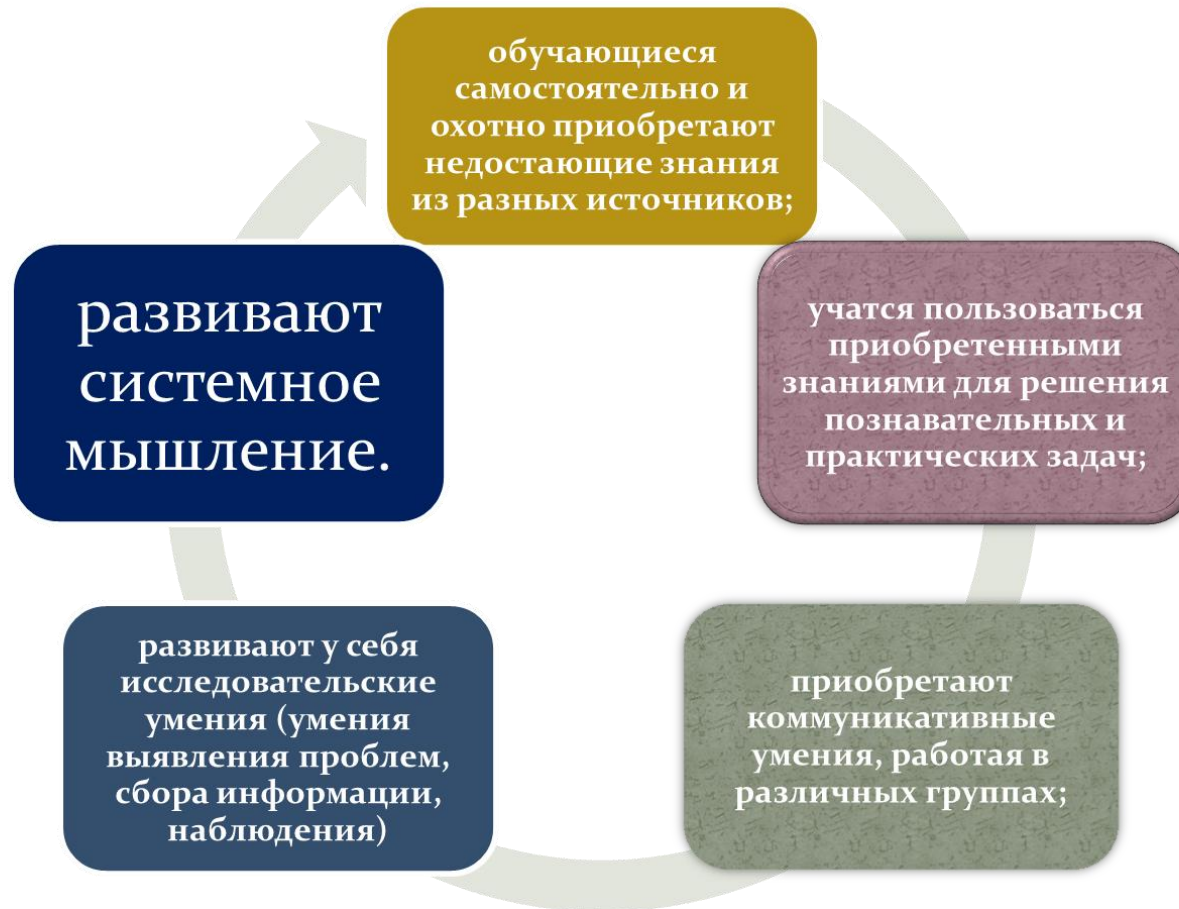 обучающиеся
самостоятельно и
охотно приобретают
недостающие знания
из разных источников;
учатся пользоваться
приобретенными
знаниями для решения
познавательных и
практических задач;
приобретают
коммуникативные
умения, работая в
различных группах;
развивают у себя
исследовательские
умения (умения
выявления проблем,
сбора информации,
наблюдения)
развивают
системное
мышление.